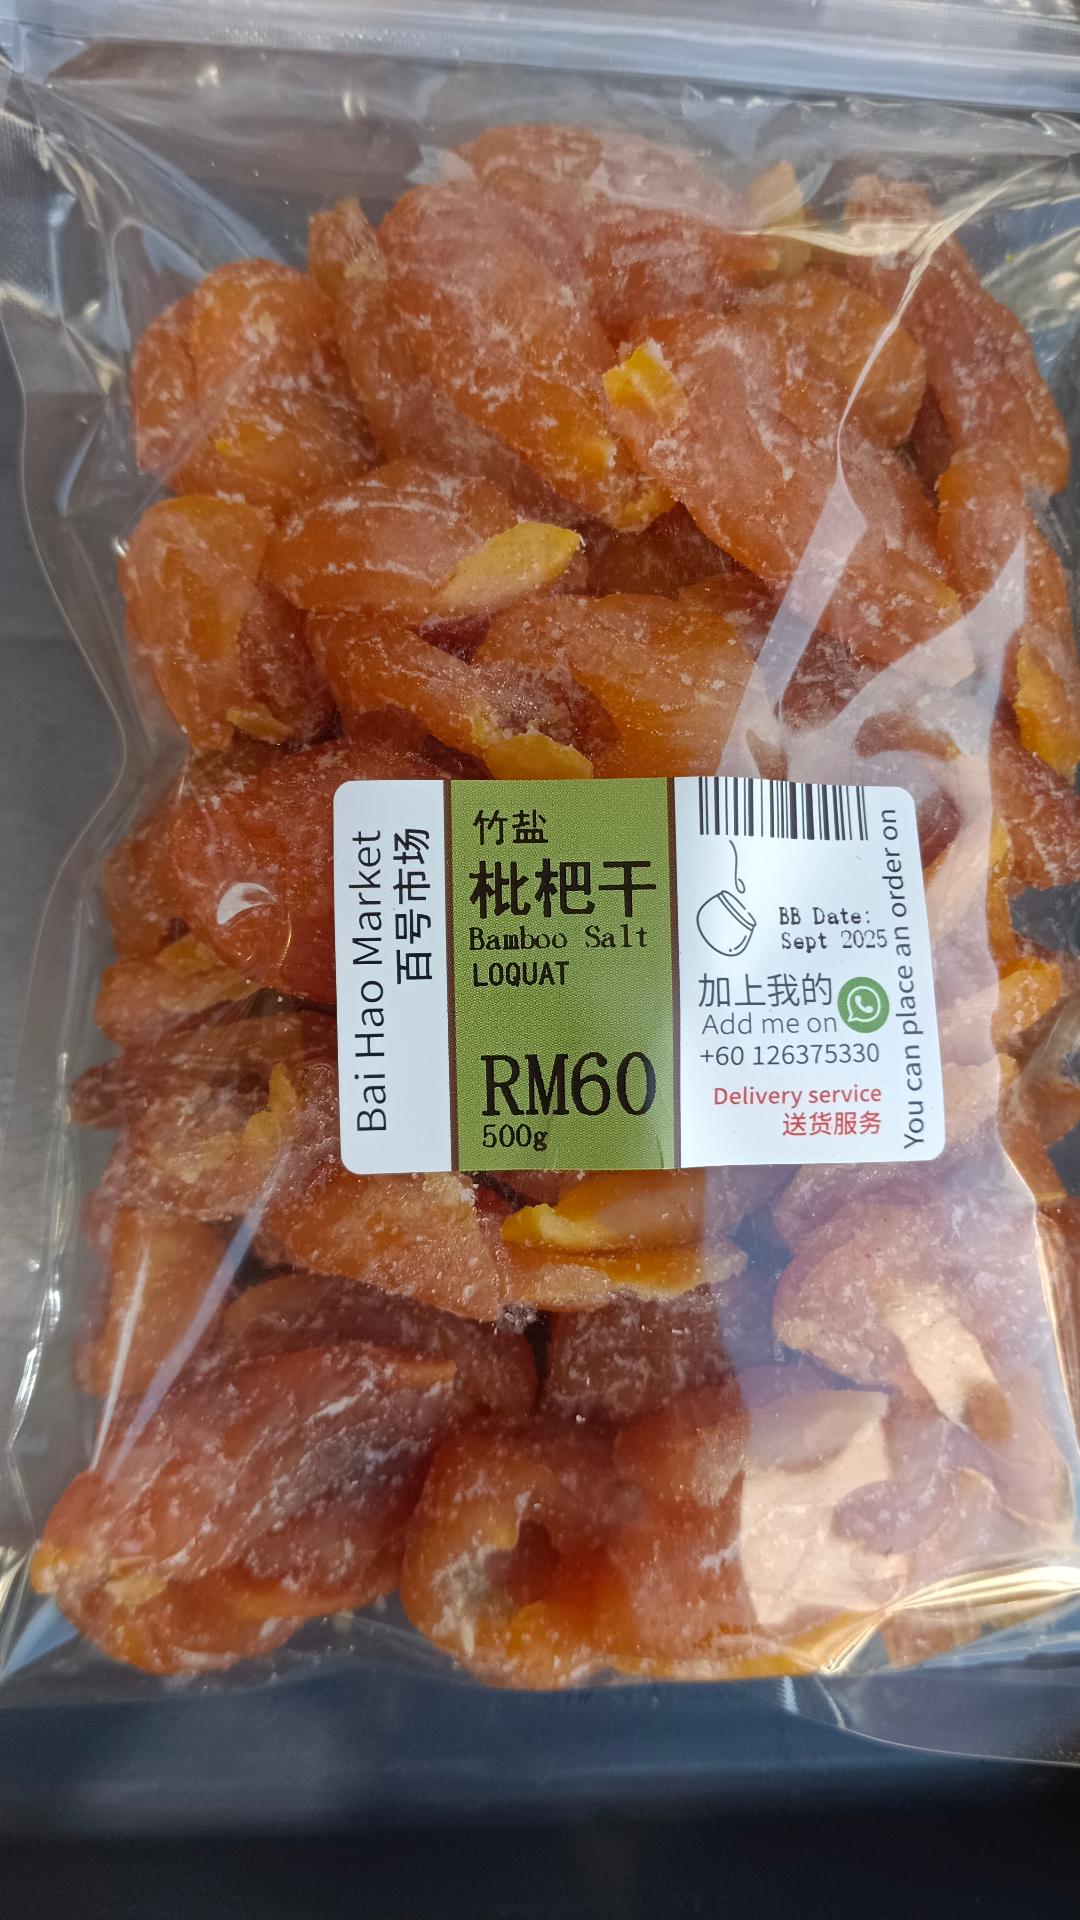 Bai Hao Market
百号市场
竹盐
枇杷干
Bamboo Salt
LOQUAT
RM60
500g
BB Date:
Sept 2025
加上我的
Add me on
+60 126375330
Delivery service
送货服务
You can place an order on